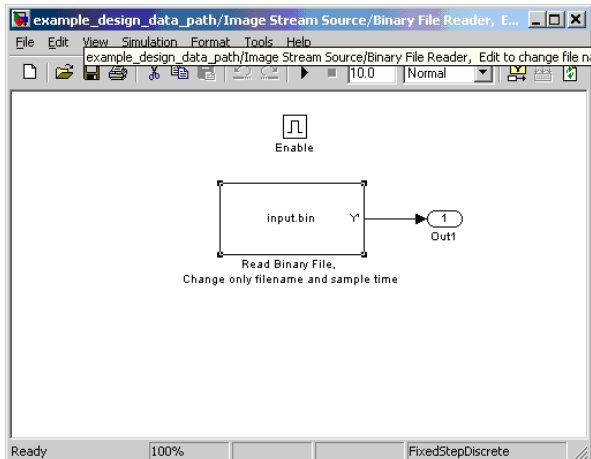 example_design_data_path/Image Stream Source/Binary File Reader, E...
File Edit View Simulation Format Tools Help
example_design_data_path/Image Stream Source/Binary File Reader, Edit to change file na
10.0 Normal
Enable
input.bin Y'
1
Out1
Read Binary File,
Change only filename and sample time
Ready 100% FixedStepDiscrete